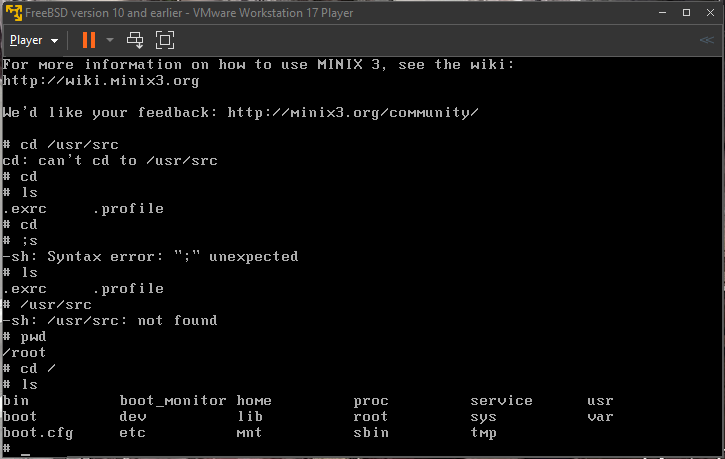 FreeBSD version 10 and earlier - VMware Workstation 17 Player
Player
For more information on how to use MINIX 3, see the wiki:
http://wiki.minix3.org
We'd like your feedback: http://minix3.org/community/
# cd /usr/src
cd: can't cd to /usr/src
# cd
# ls
.exrc .profile
# cd
# ;s
-sh: Syntax error: ";" unexpected
# ls
.exrc .profile
# /usr/src
-sh: /usr/src: not found
# pwd
/root
# cd /
# ls
bin boot_monitor home proc service usr
boot dev lib root sys var
boot.cfg etc mnt sbin tmp
# _